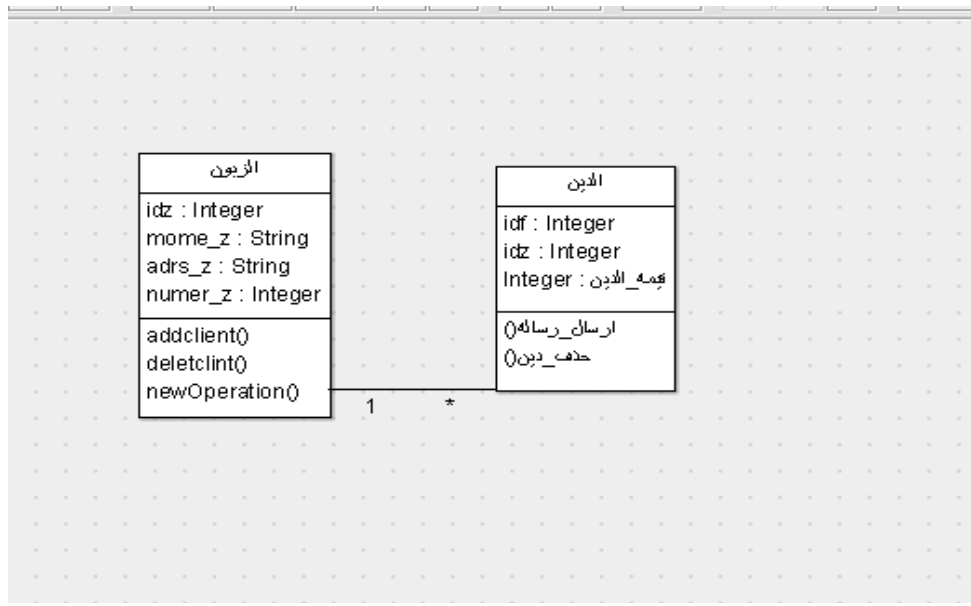 الزبون
idz : Integer
mome_z : String
adrs_z : String
numer_z : Integer
addclient()
deletclint()
newOperation()
1
*
الدين
idf : Integer
idz : Integer
قيمه_الدين : Integer
ارسال_رساله()
حذف_دين()